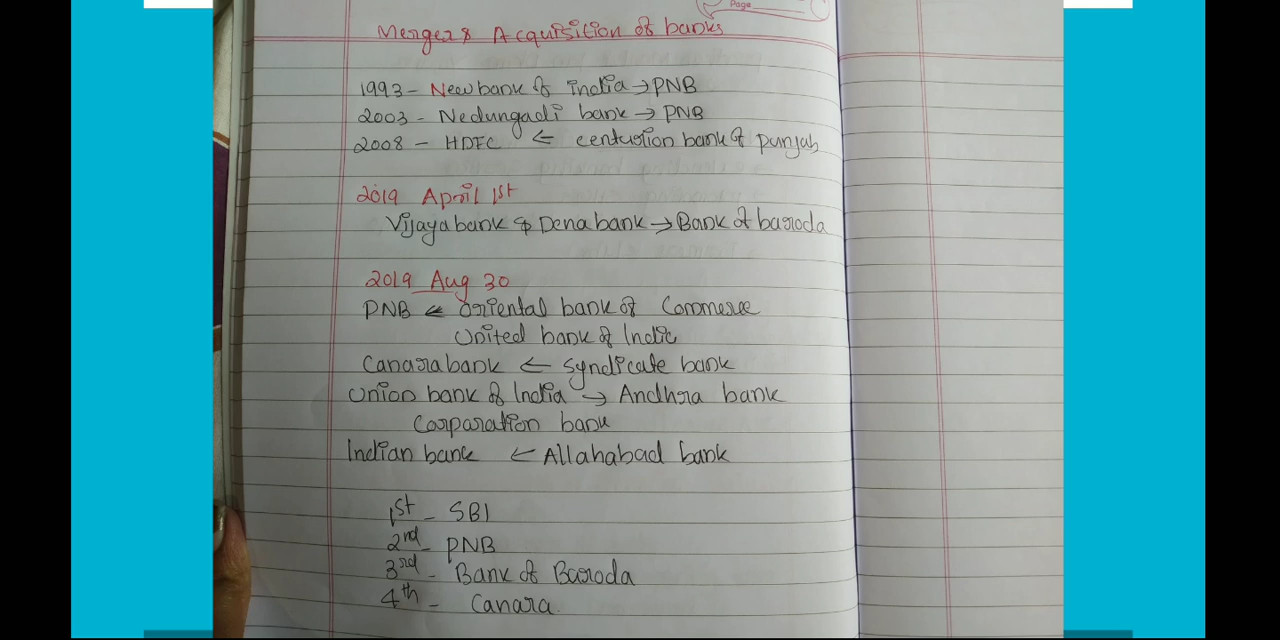 Page
Merger & Acquisition of banks
1993 - New bank of india → PNB
2003 - Nedungadi bank → PNB
2008 - HDFC ← centurion bank of punjab
2019 April 1st
Vijaya bank & Dena bank → Bank of baroda
2019 Aug 30
PNB ← oriental bank of Commerce
United bank of India
Canara bank ← syndicate bank
Union bank of India → Andhra bank
Corparation bank
Indian bank ← Allahabad bank
1st - SBI
2nd - PNB
3rd - Bank of Baroda
4th - Canara.